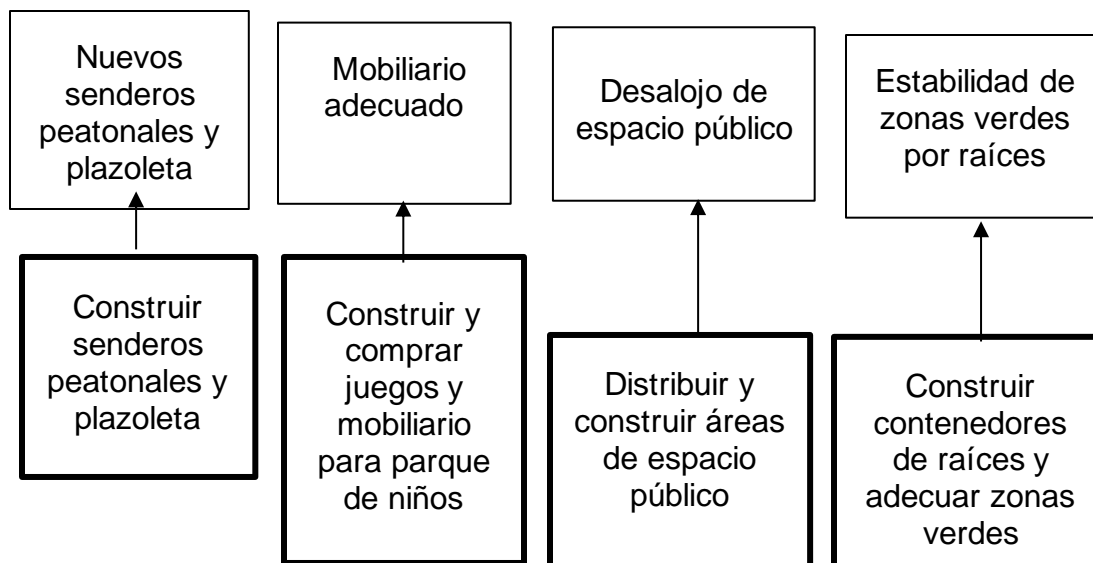 Nuevos
senderos
peatonales y
plazoleta
Mobiliario
adecuado
Desalojo de
espacio público
Estabilidad de
zonas verdes
por raíces
Construir
senderos
peatonales y
plazoleta
Construir y
comprar
juegos y
mobiliario
para parque
de niños
Distribuir y
construir áreas
de espacio
público
Construir
contenedores
de raíces y
adecuar zonas
verdes